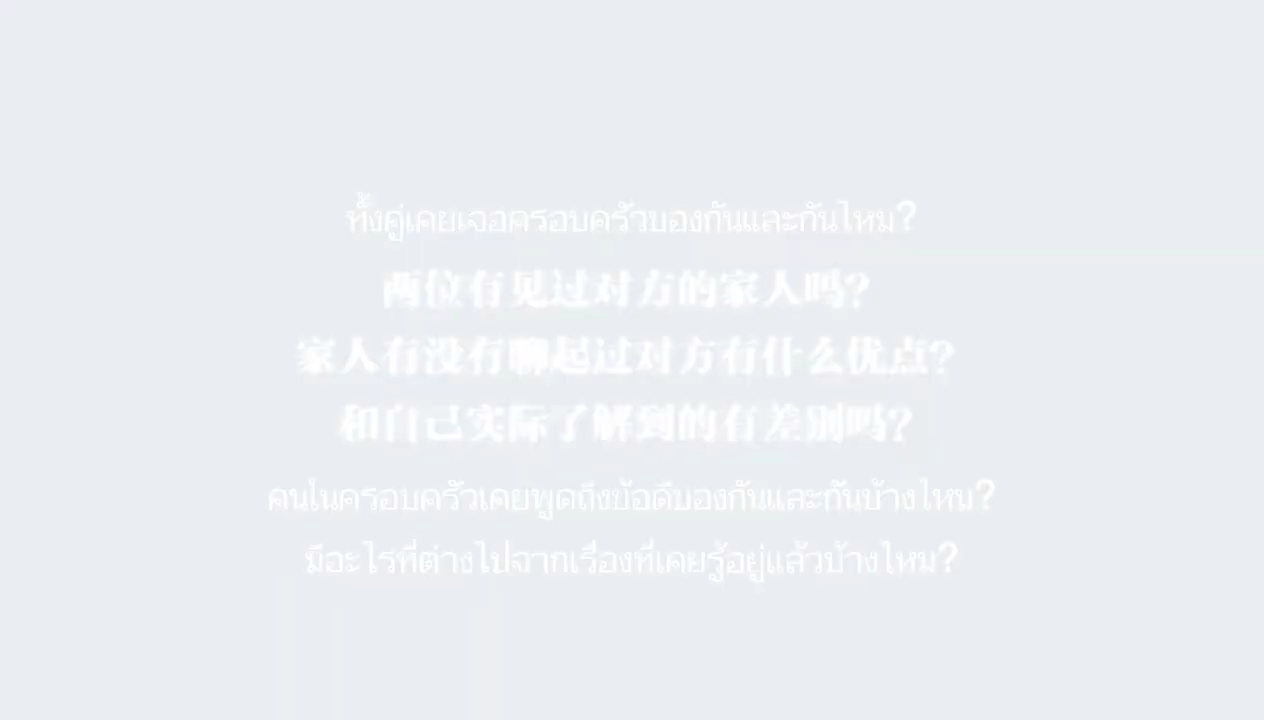 ทั้งคู่เคยเจอครอบครัวของกันและกันไหม?
两位有见过对方的家人吗?
家人有没有聊起过对方有什么优点?
和自己实际了解到的有差别吗?
คนในครอบครัวเคยพูดถึงข้อดีของกันและกันบ้างไหม?
มีอะไรที่ต่างไปจากเรื่องที่เคยรู้อยู่แล้วบ้างไหม?